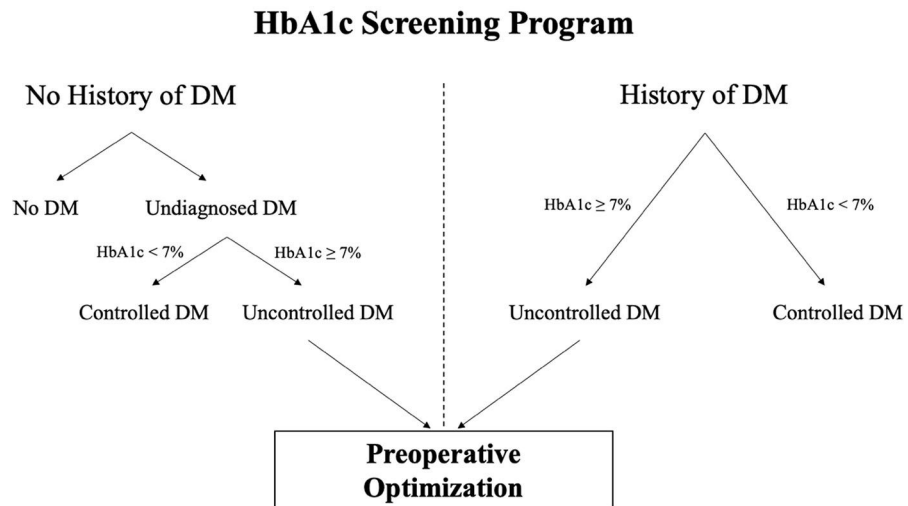 HbA1c Screening Program
No History of DM
History of DM
No DM
Undiagnosed DM
HbA1c ≥ 7%
HbA1c < 7%
HbA1c < 7%
HbA1c ≥ 7%
Controlled DM
Uncontrolled DM
Uncontrolled DM
Controlled DM
Preoperative
Optimization